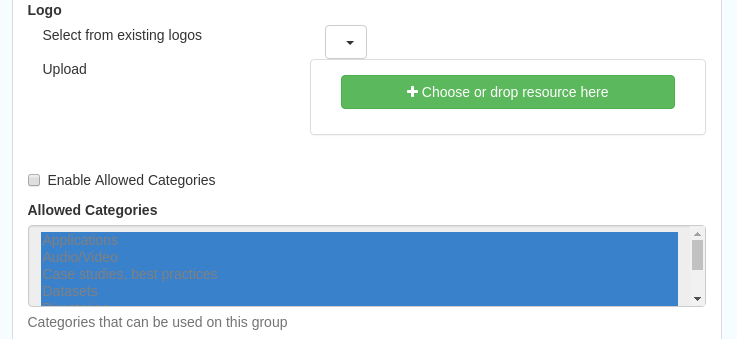 Logo
Select from existing logos
Upload
Choose or drop resource here
Enable Allowed Categories
Allowed Categories
Applications
Audio/Video
Case studies, best practices
Datasets
Categories that can be used on this group